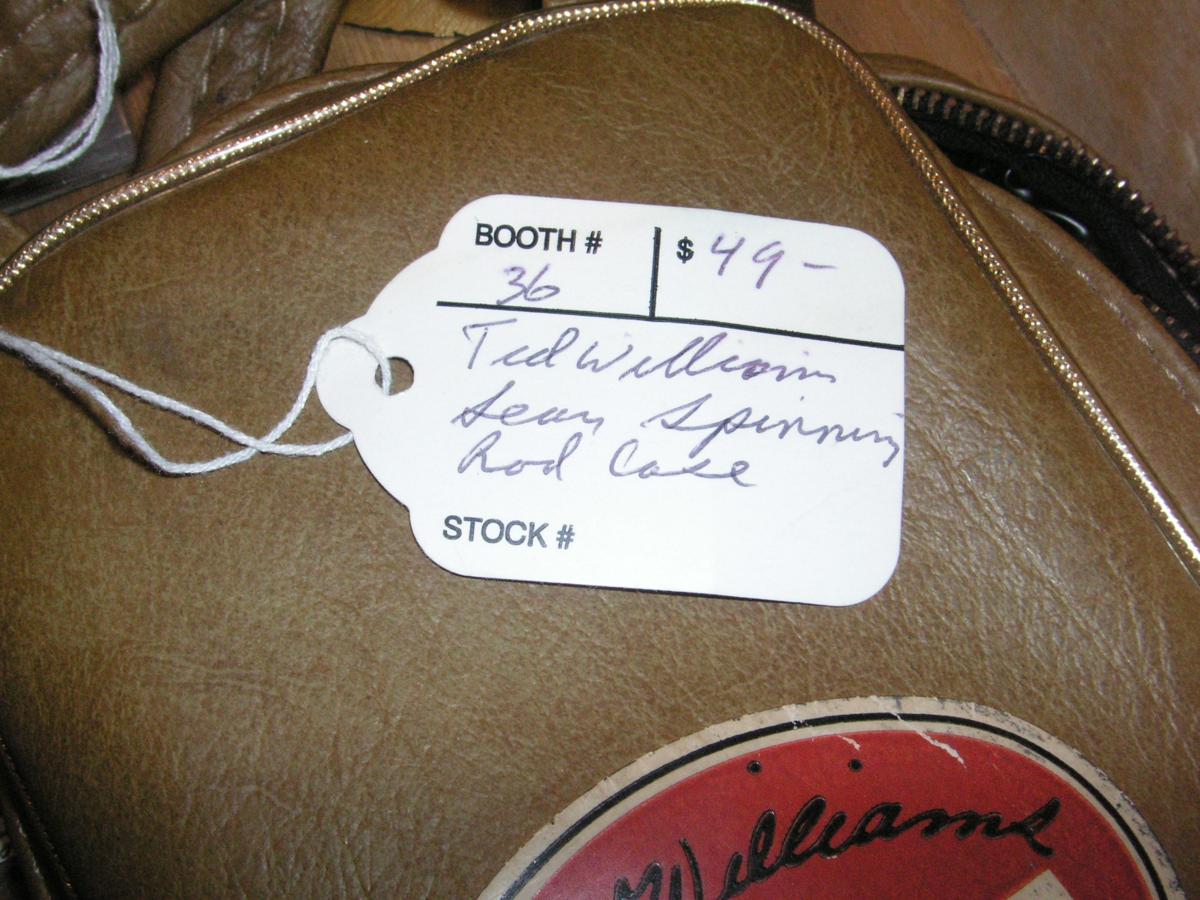 BOOTH #
36
$ 49-
Ted Williams
Sears Spinning
Rod Case
STOCK #
Williams